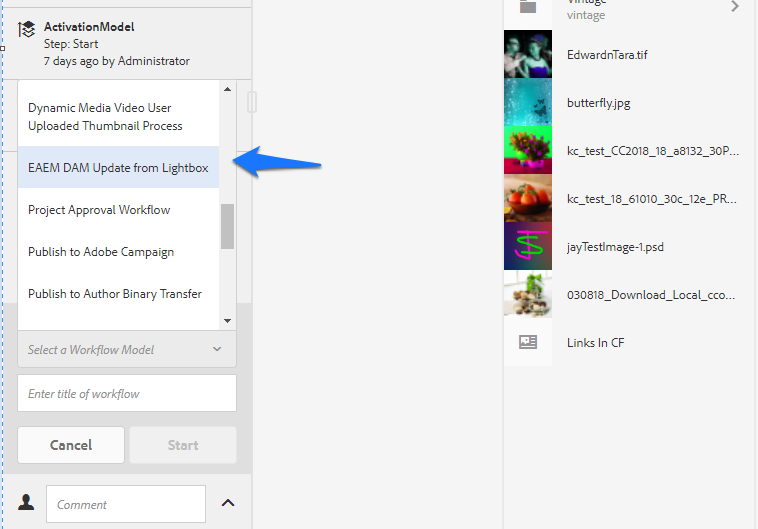 ActivationModel
Step: Start
7 days ago by Administrator
Dynamic Media Video User
Uploaded Thumbnail Process
EAEM DAM Update from Lightbox
Project Approval Workflow
Publish to Adobe Campaign
Publish to Author Binary Transfer
Select a Workflow Model
Enter title of workflow
Cancel
Start
Comment
vintage
EdwardnTara.tif
butterfly.jpg
kc_test_CC2018_18_a8132_30P...
kc_test_18_61010_30c_12e_PR...
jayTestImage-1.psd
030818_Download_Local_cco...
Links In CF